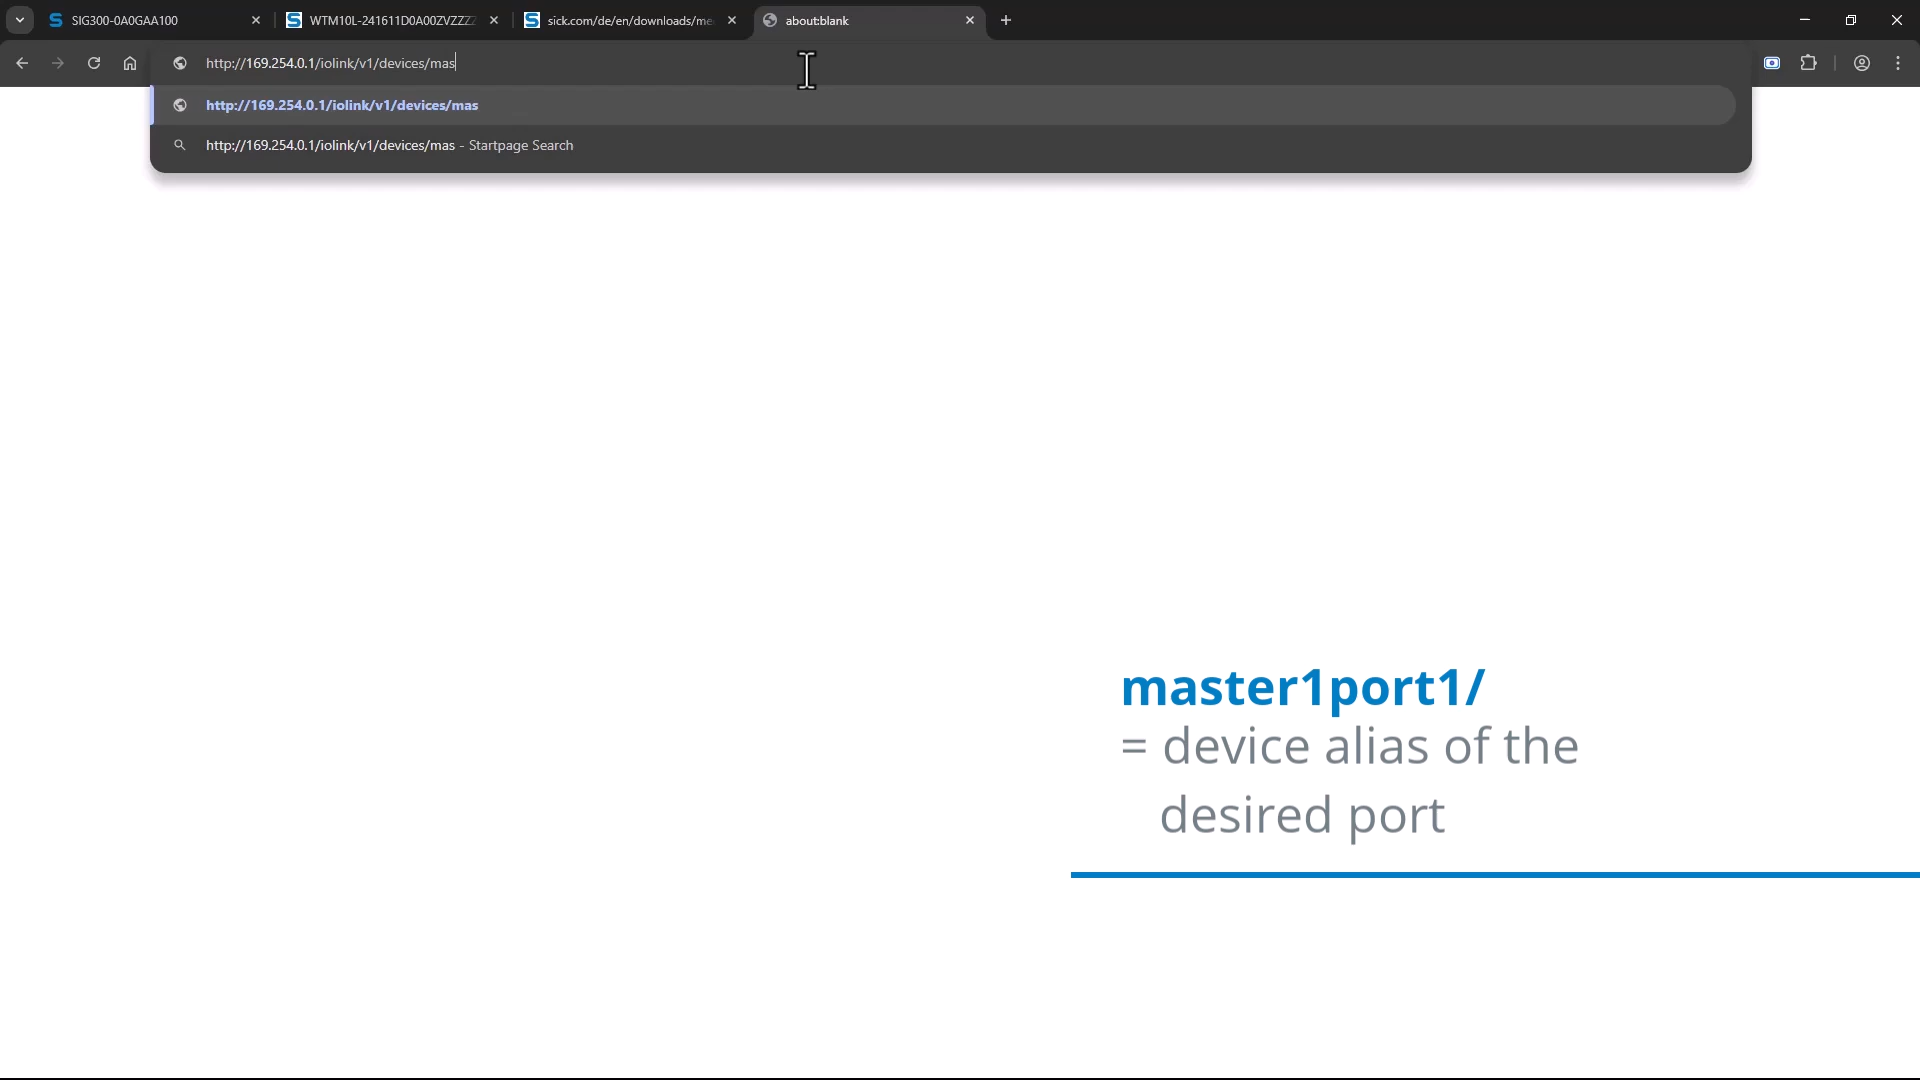 SIG300-0A0GAA100
WTM10L-241611D0A00ZVZZZZ
sick.com/de/en/downloads/me
about:blank
http://169.254.0.1/iolink/v1/devices/mas
http://169.254.0.1/iolink/v1/devices/mas
http://169.254.0.1/iolink/v1/devices/mas - Startpage Search
master1port1/
= device alias of the
desired port